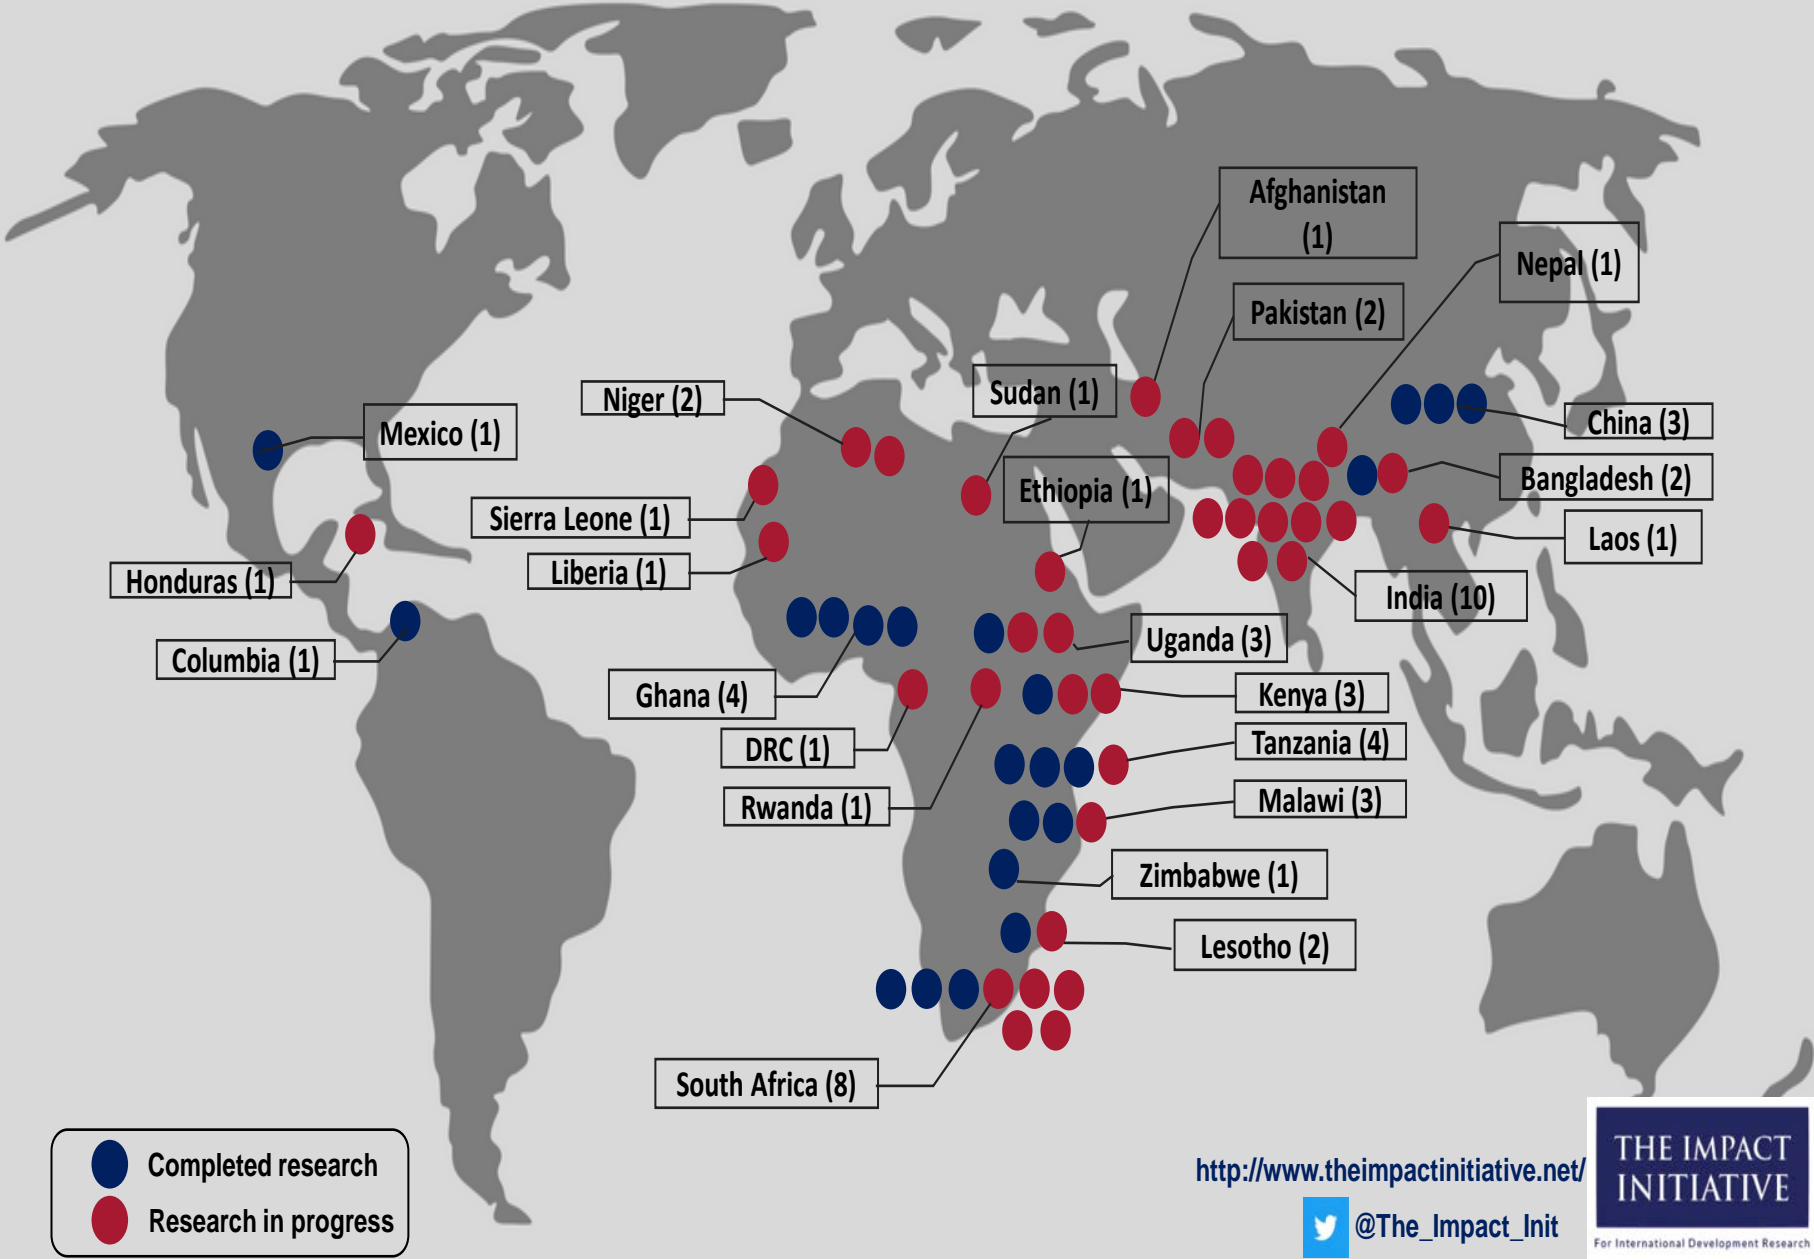 Afghanistan
(1)
Nepal (1)
Pakistan (2)
Sudan (1)
Niger (2)
Mexico (1)
China (3)
Bangladesh (2)
Ethiopia (1)
Sierra Leone (1)
Laos (1)
Liberia (1)
Honduras (1)
India (10)
Uganda (3)
Columbia (1)
Ghana (4)
Kenya (3)
DRC (1)
Tanzania (4)
Rwanda (1)
Malawi (3)
Zimbabwe (1)
Lesotho (2)
South Africa (8)
Completed research
Research in progress
http://www.theimpactinitiative.net/
@The_Impact_Init
THE IMPACT
INITIATIVE
For International Development Research